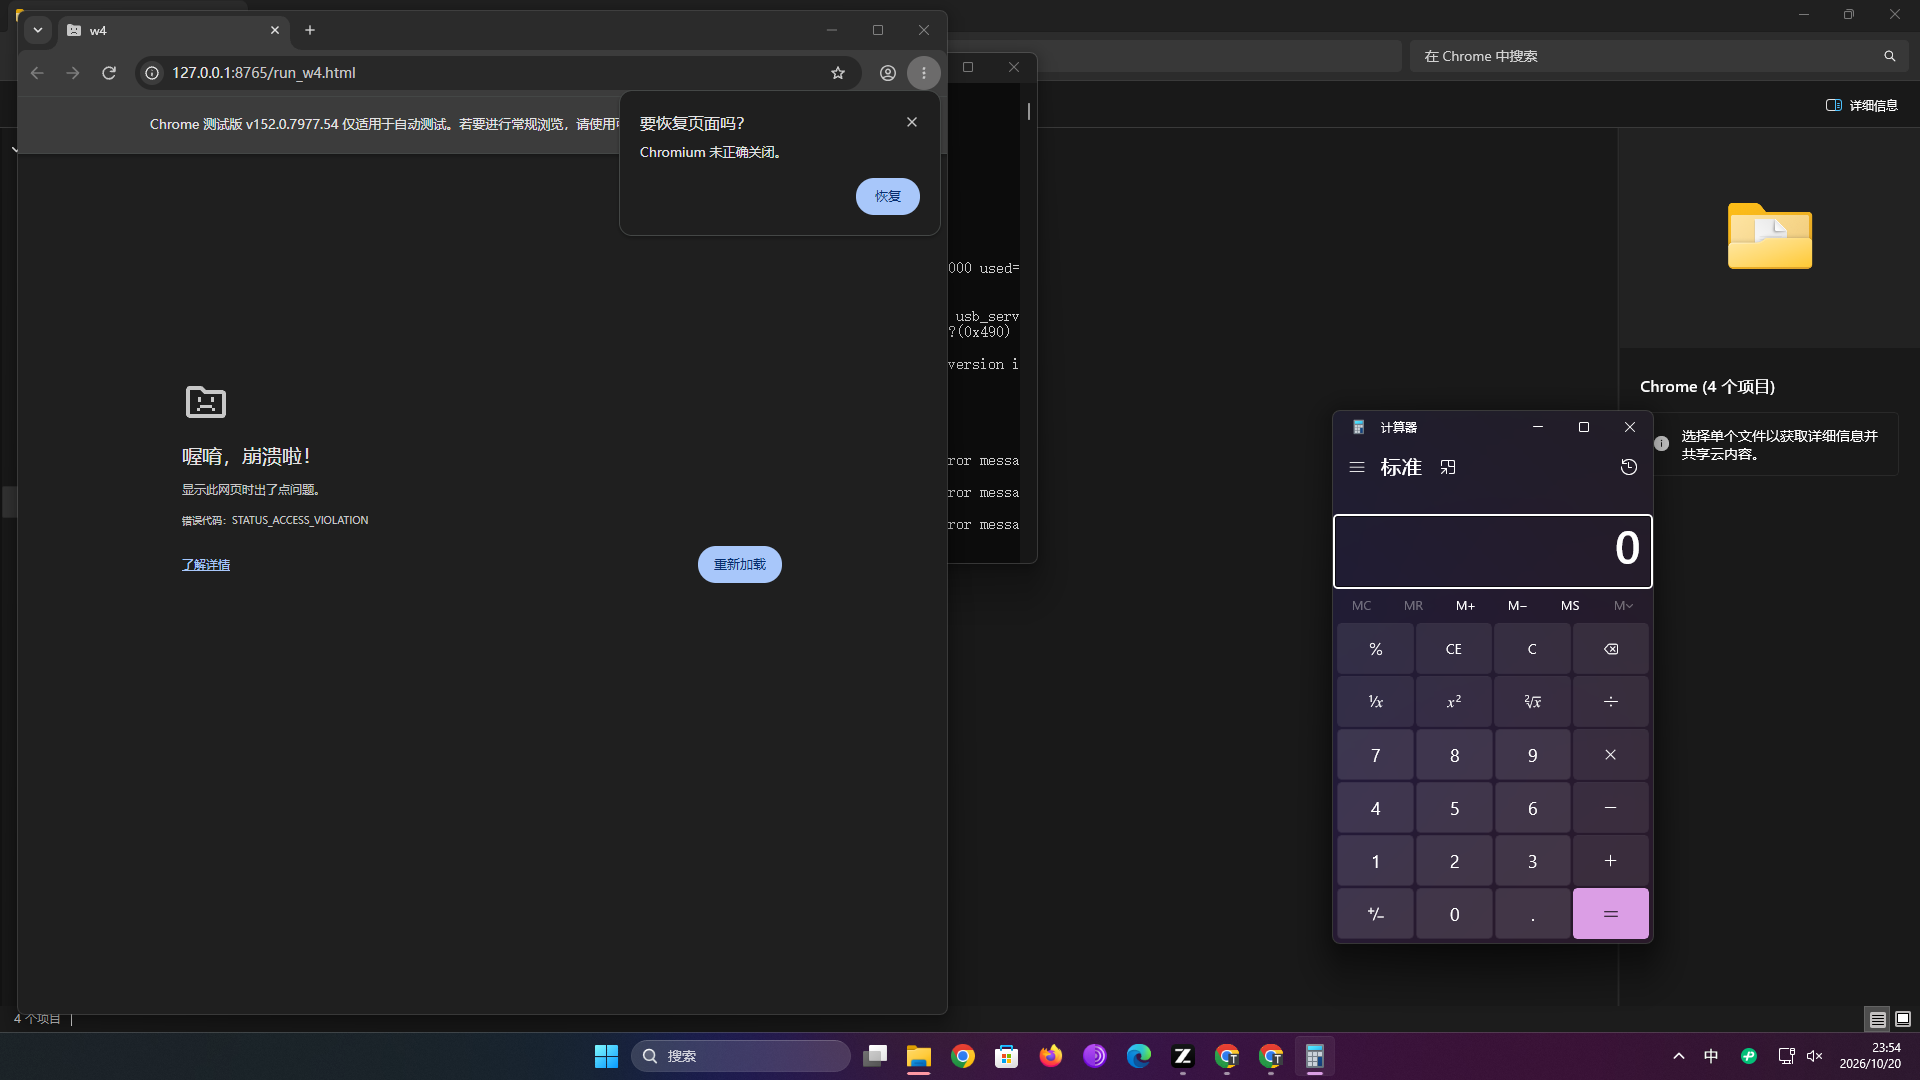 w4
127.0.0.1:8765/run_w4.html
在 Chrome 中搜索
详细信息
Chrome 测试版 v152.0.7977.54 仅适用于自动测试。若要进行常规浏览，请使用
要恢复页面吗？
Chromium 未正确关闭。
恢复
000 used=
usb_serv
?(0x490)
version i
ror messa
ror messa
ror messa
喔唷，崩溃啦！
显示此网页时出了点问题。
错误代码：STATUS_ACCESS_VIOLATION
了解详情
重新加载
Chrome (4 个项目)
选择单个文件以获取详细信息并
共享云内容。
计算器
标准
0
MC MR M+ M− MS M
% CE C
⅟x x² ²√x ÷
7 8 9 ×
4 5 6 −
1 2 3 +
+/− 0 . =
4 个项目
搜索
中
23:54
2026/10/20